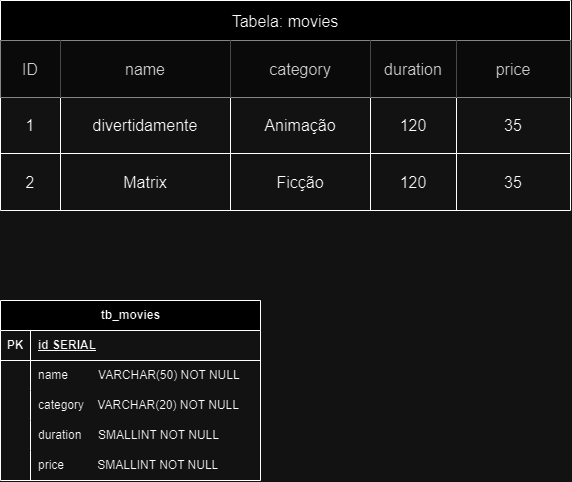 Tabela: movies
ID name category duration price
1 divertidamente Animação 120 35
2 Matrix Ficção 120 35
tb_movies
PK id SERIAL
name VARCHAR(50) NOT NULL
category VARCHAR(20) NOT NULL
duration SMALLINT NOT NULL
price SMALLINT NOT NULL